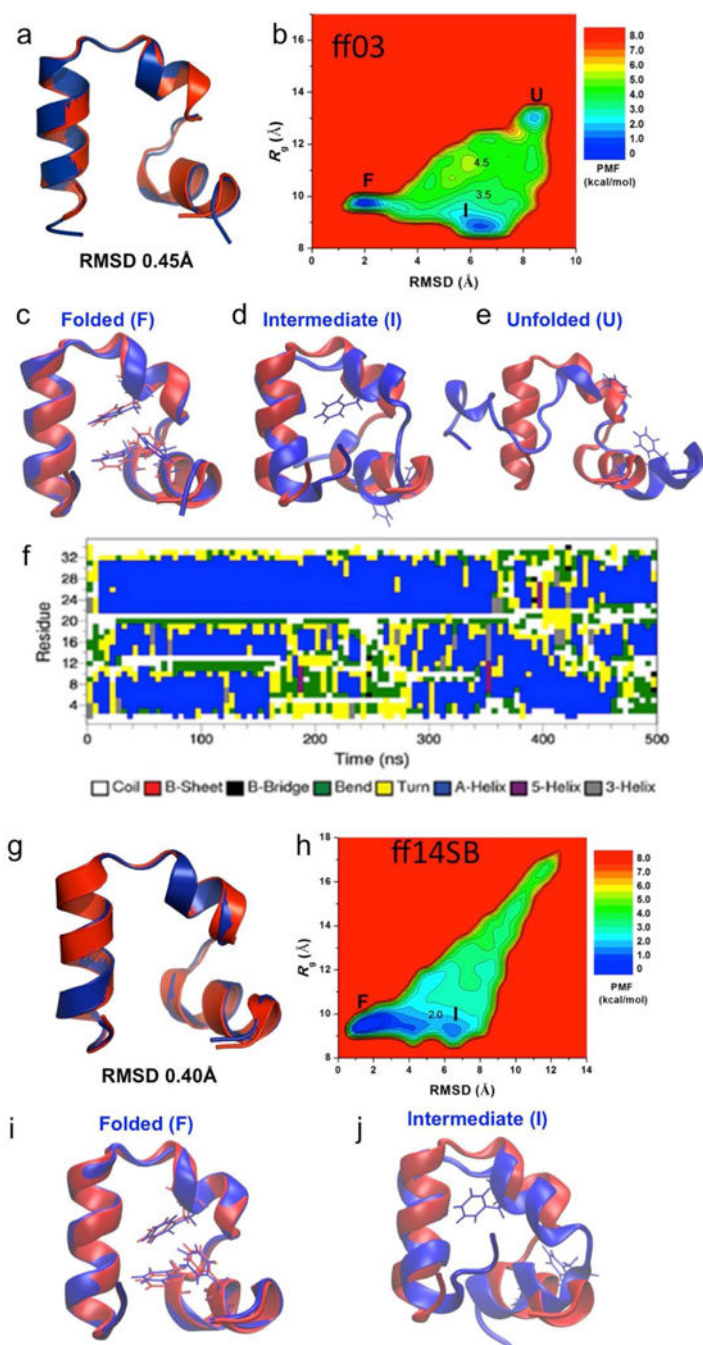 a
RMSD 0.45Å
b
ff03
R g (Å)
16
14
12
10
8
U
F
I
4.5
3.5
0 2 4 6 8 10
RMSD (Å)
8.0
7.0
6.0
5.0
4.0
3.0
2.0
1.0
0
PMF
(kcal/mol)
c
Folded (F)
d
Intermediate (I)
e
Unfolded (U)
f
Residue
32
28
24
20
16
12
8
4
0 100 200 300 400 500
Time (ns)
Coil B-Sheet B-Bridge Bend Turn A-Helix 5-Helix 3-Helix
g
RMSD 0.40Å
h
ff14SB
R g (Å)
18
16
14
12
10
8
F
I
2.0
0 2 4 6 8 10 12 14
RMSD (Å)
8.0
7.0
6.0
5.0
4.0
3.0
2.0
1.0
0
PMF
(kcal/mol)
i
Folded (F)
j
Intermediate (I)